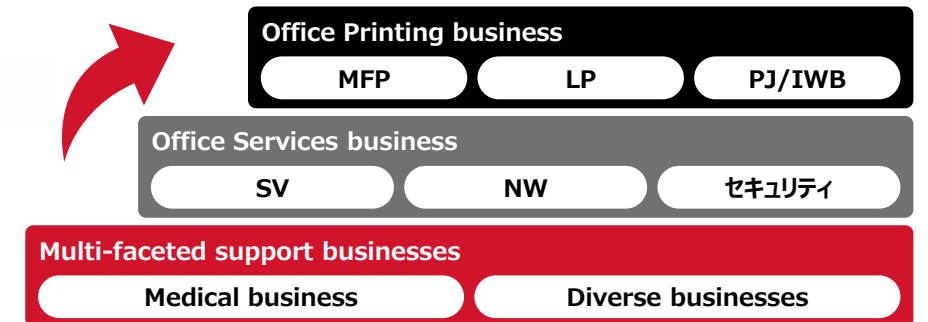 Office Printing business
MFP LP PJ/IWB
Office Services business
SV NW セキュリティ
Multi-faceted support businesses
Medical business Diverse businesses